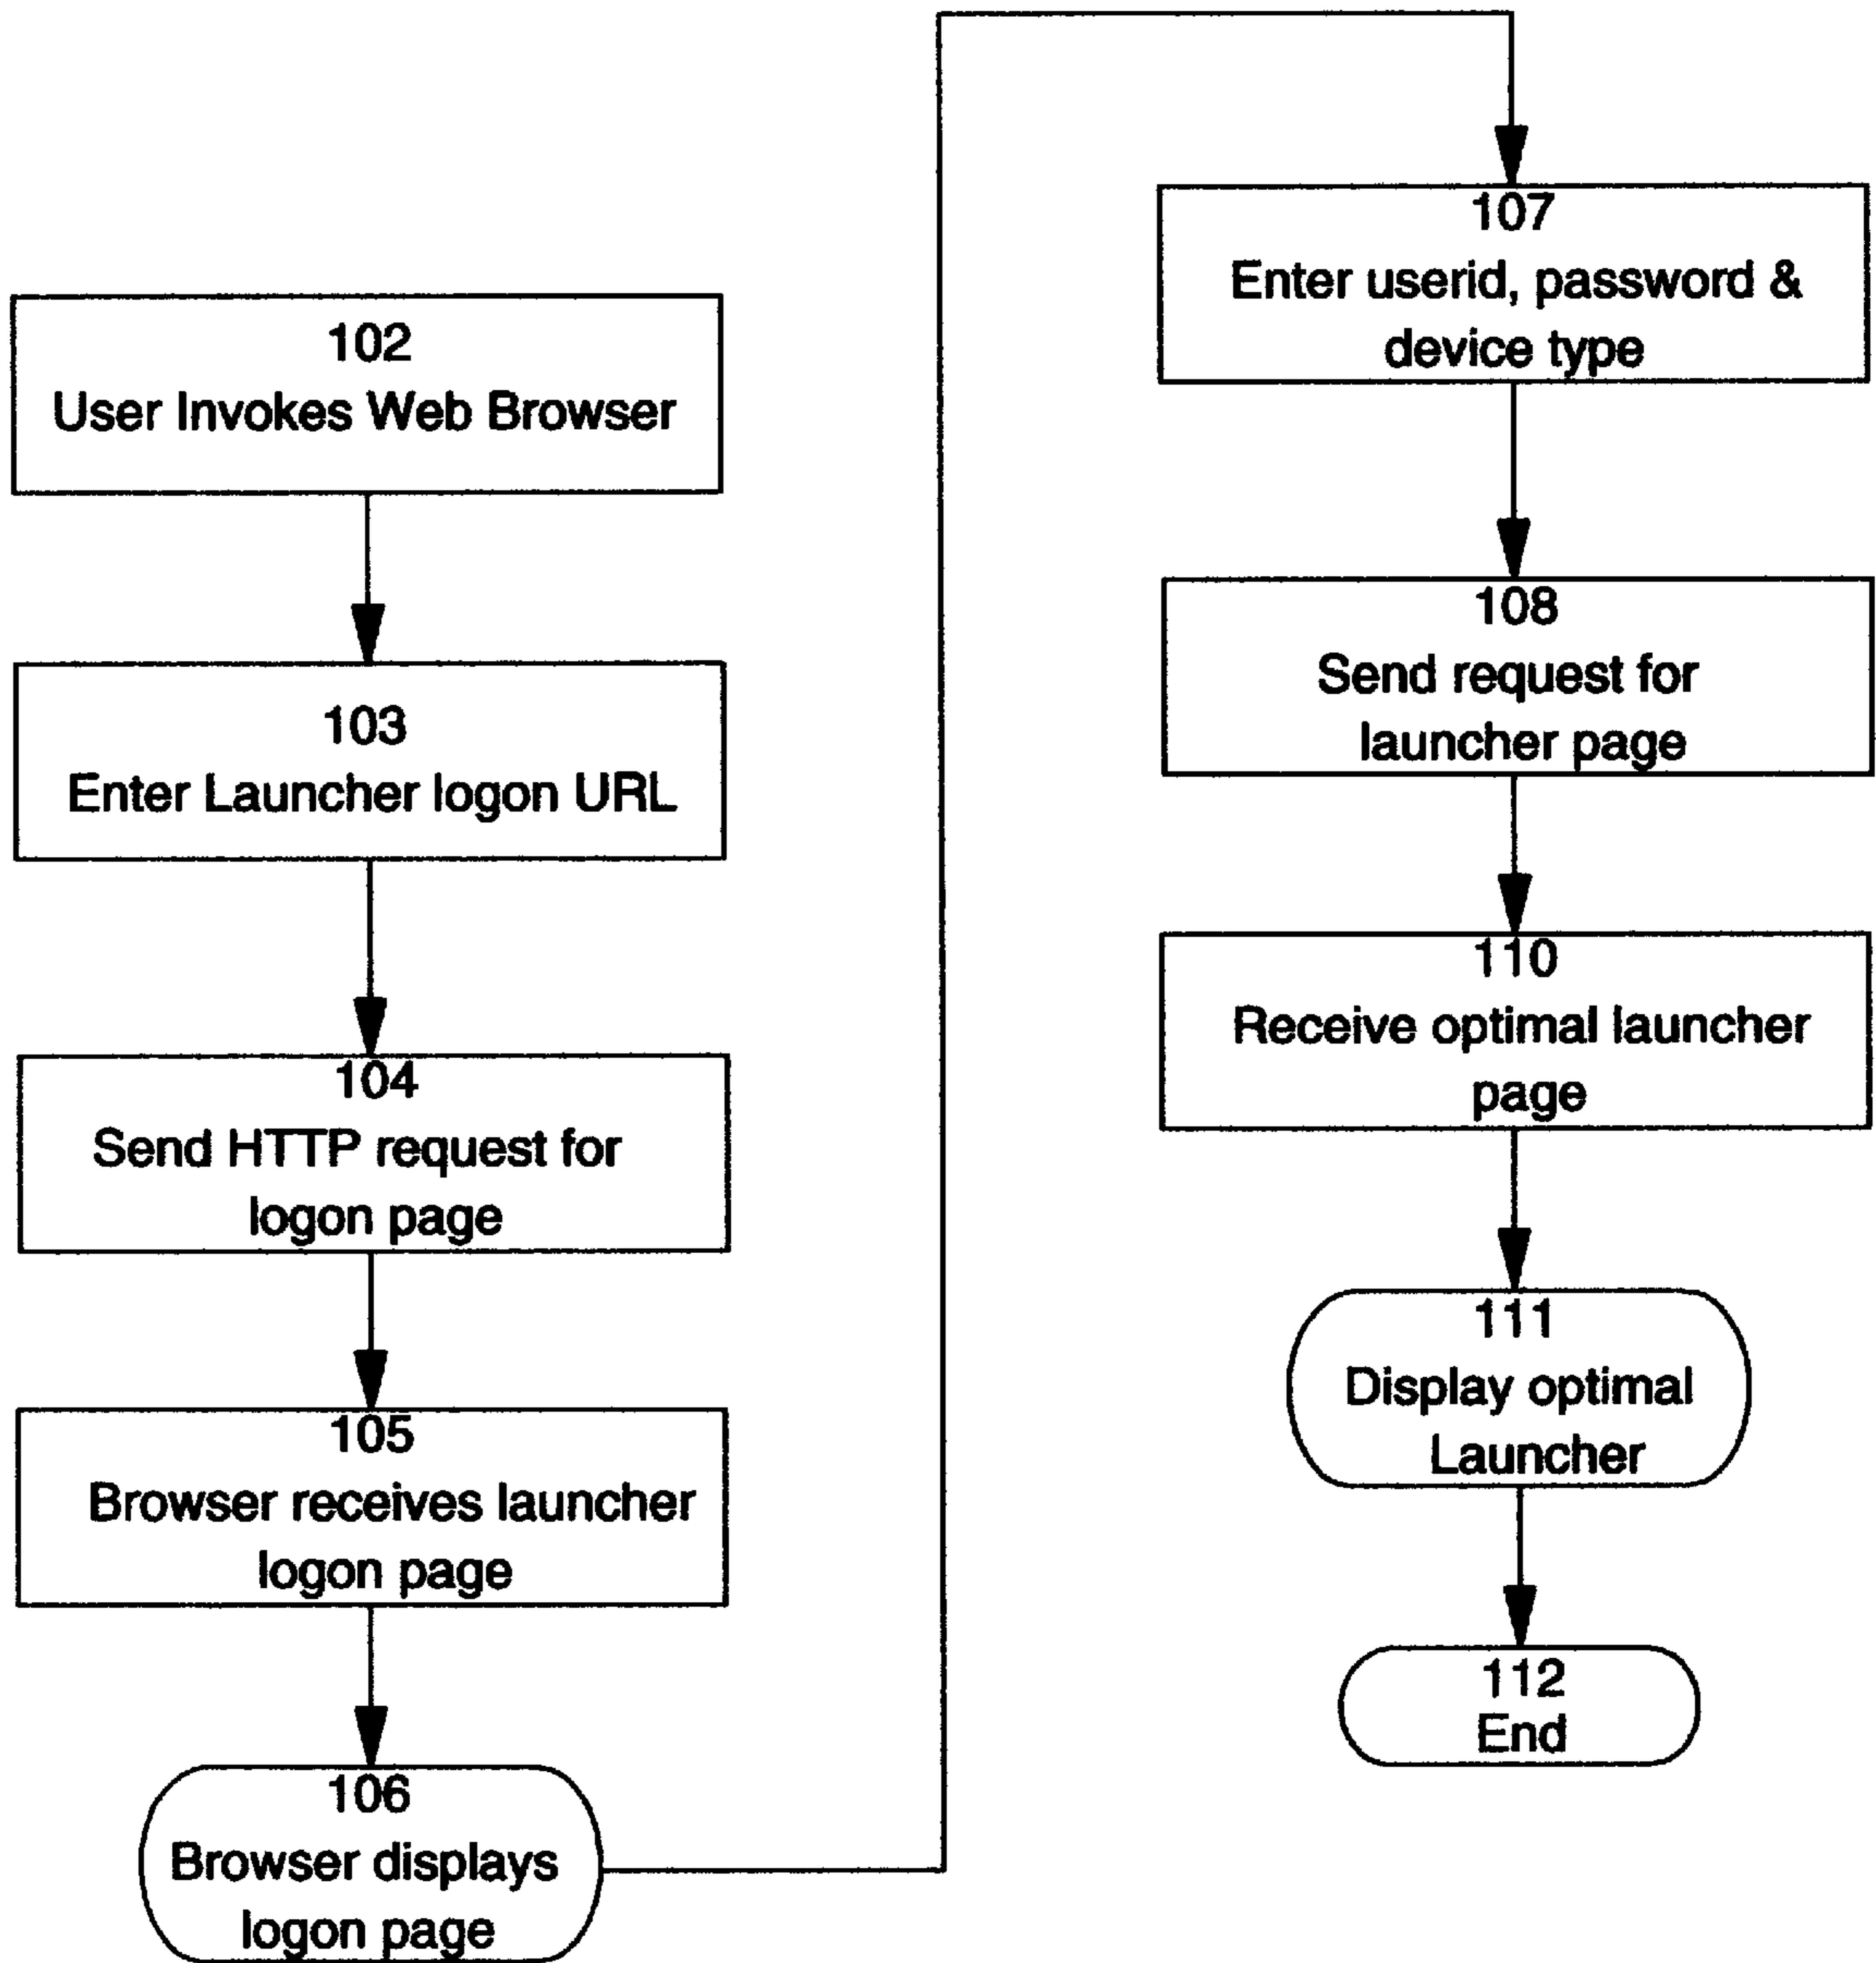 102
User Invokes Web Browser
103
Enter Launcher logon URL
104
Send HTTP request for
logon page
105
Browser receives launcher
logon page
106
Browser displays
logon page
107
Enter userid, password &
device type
108
Send request for
launcher page
110
Receive optimal launcher
page
111
Display optimal
Launcher
112
End